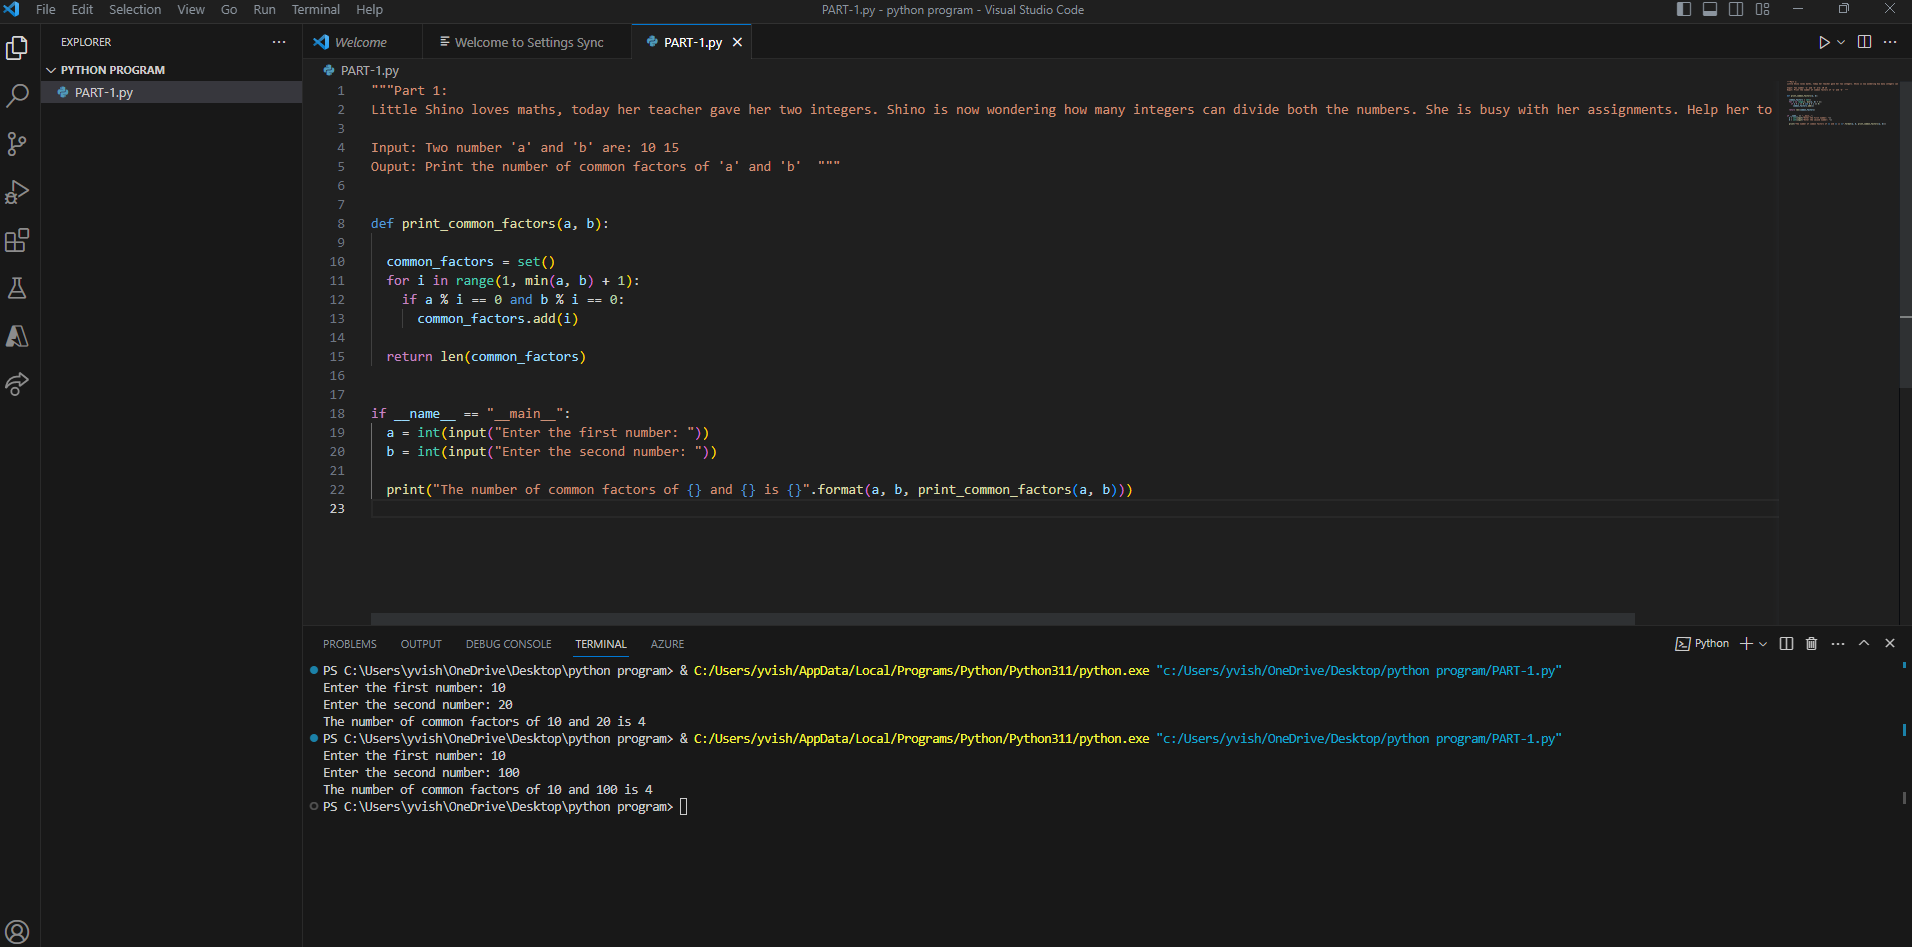 File Edit Selection View Go Run Terminal Help
PART-1.py - python program - Visual Studio Code
EXPLORER
PYTHON PROGRAM
PART-1.py
Welcome
Welcome to Settings Sync
PART-1.py
PART-1.py
1 """Part 1:
2 Little Shino loves maths, today her teacher gave her two integers. Shino is now wondering how many integers can divide both the numbers. She is busy with her assignments. Help her to
3
4 Input: Two number 'a' and 'b' are: 10 15
5 Ouput: Print the number of common factors of 'a' and 'b'  """
6
7
8 def print_common_factors(a, b):
9
10   common_factors = set()
11   for i in range(1, min(a, b) + 1):
12     if a % i == 0 and b % i == 0:
13       common_factors.add(i)
14
15   return len(common_factors)
16
17
18 if __name__ == "__main__":
19   a = int(input("Enter the first number: "))
20   b = int(input("Enter the second number: "))
21
22   print("The number of common factors of {} and {} is {}".format(a, b, print_common_factors(a, b)))
23
PROBLEMS OUTPUT DEBUG CONSOLE TERMINAL AZURE
Python
PS C:\Users\yvish\OneDrive\Desktop\python program> & C:/Users/yvish/AppData/Local/Programs/Python/Python311/python.exe "c:/Users/yvish/OneDrive/Desktop/python program/PART-1.py"
Enter the first number: 10
Enter the second number: 20
The number of common factors of 10 and 20 is 4
PS C:\Users\yvish\OneDrive\Desktop\python program> & C:/Users/yvish/AppData/Local/Programs/Python/Python311/python.exe "c:/Users/yvish/OneDrive/Desktop/python program/PART-1.py"
Enter the first number: 10
Enter the second number: 100
The number of common factors of 10 and 100 is 4
PS C:\Users\yvish\OneDrive\Desktop\python program>